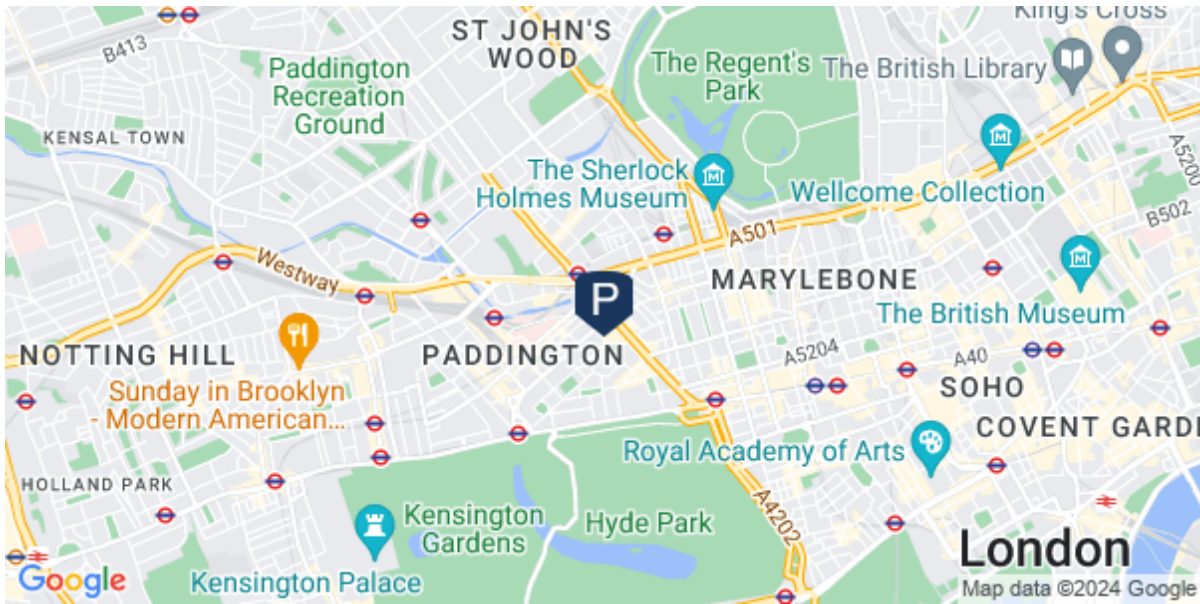 King's Cross
B413
ST JOHN'S
WOOD
Paddington
Recreation
Ground
The Regent's
Park
The British Library
KENSAL TOWN
A5200
The Sherlock
Holmes Museum
Wellcome Collection
B502
A501
Westway
MARYLEBONE
The British Museum
P
NOTTING HILL
PADDINGTON
A5204
A40
Sunday in Brooklyn
- Modern American...
SOHO
COVENT GARD
Royal Academy of Arts
HOLLAND PARK
A4202
Kensington
Gardens
Hyde Park
London
Google
Kensington Palace
Map data ©2024 Google